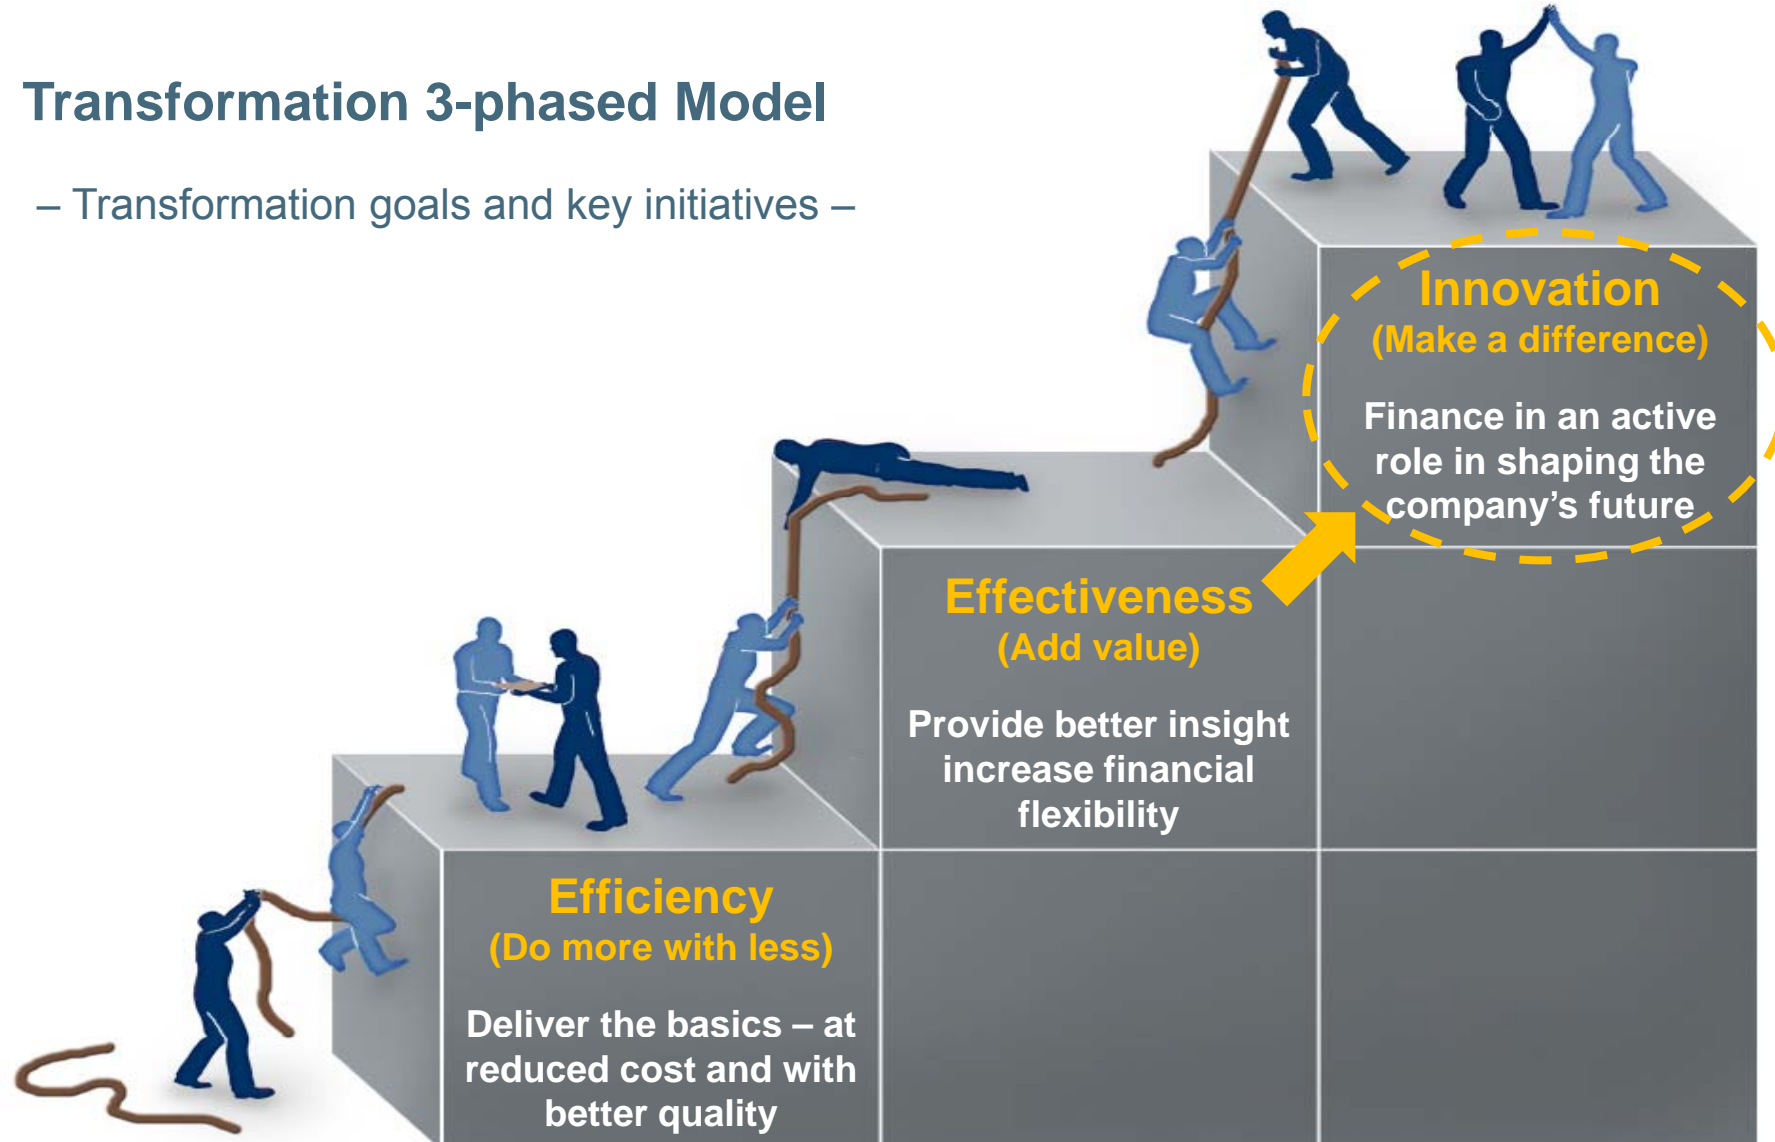 Transformation 3-phased Model
– Transformation goals and key initiatives –
Innovation
(Make a difference)
Finance in an active
role in shaping the
company’s future
Effectiveness
(Add value)
Provide better insight
increase financial
flexibility
Efficiency
(Do more with less)
Deliver the basics – at
reduced cost and with
better quality